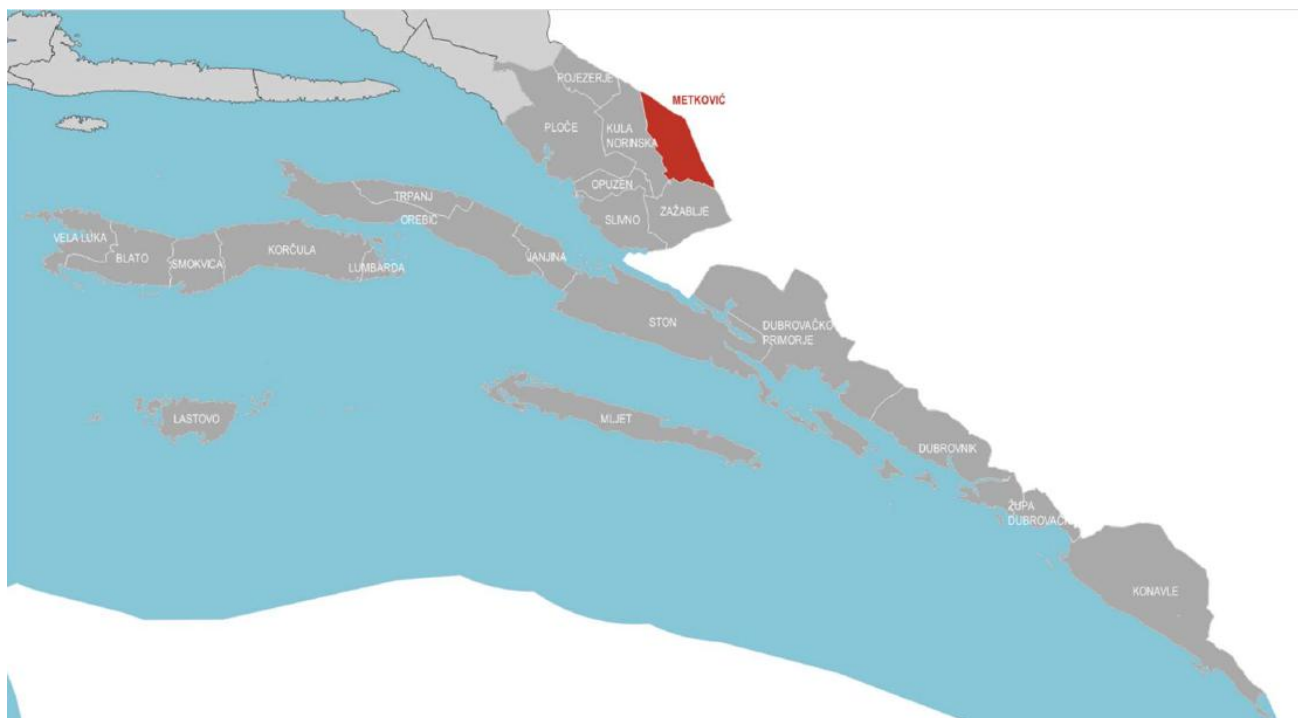 POJEZERJE
METKOVIĆ
PLOČE
KULA
NORINSKA
OPUZEN
TRPANJ
SLIVNO
ZAŽABLJE
OREBIĆ
VELA LUKA
BLATO
SMOKVICA
KORČULA
LUMBARDA
JANJINA
STON
DUBROVAČKO
PRIMORJE
LASTOVO
MLJET
DUBROVNIK
ŽUPA
DUBROVAČKA
KONAVLE